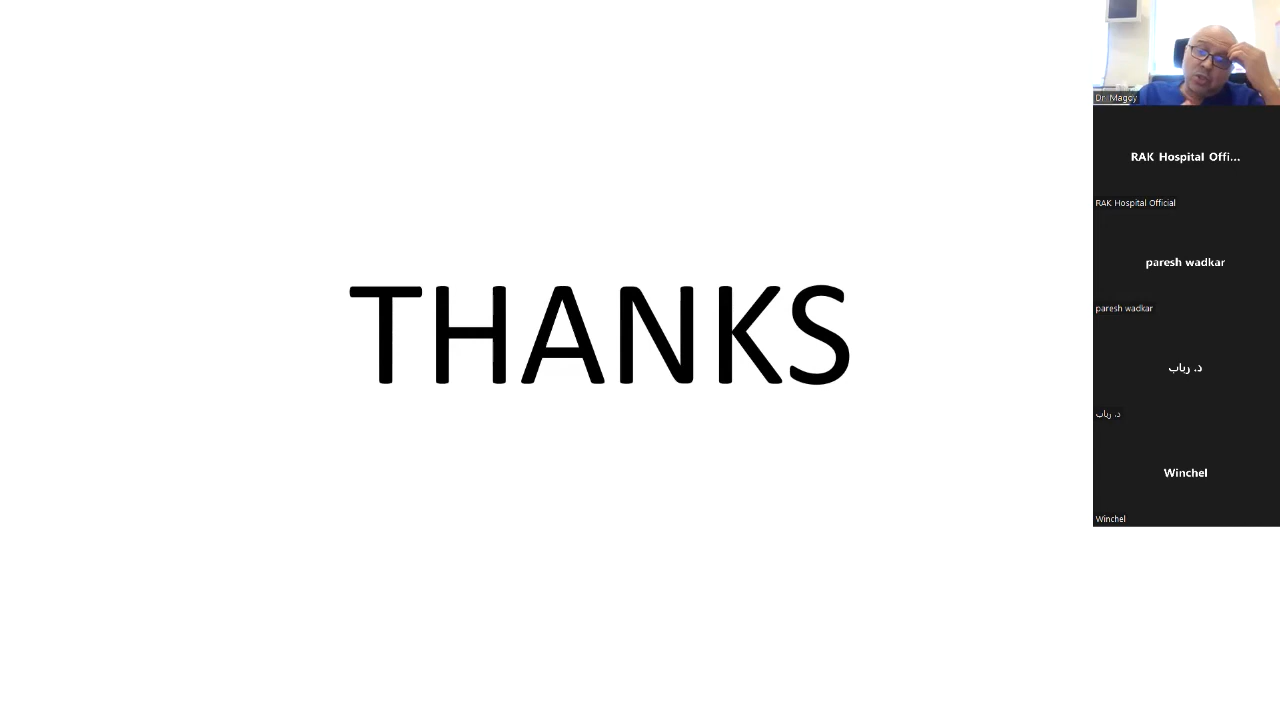 THANKS
Dr. Magdy
RAK Hospital Offi...
RAK Hospital Official
paresh wadkar
paresh wadkar
د. رباب
د. رباب
Winchel
Winchel